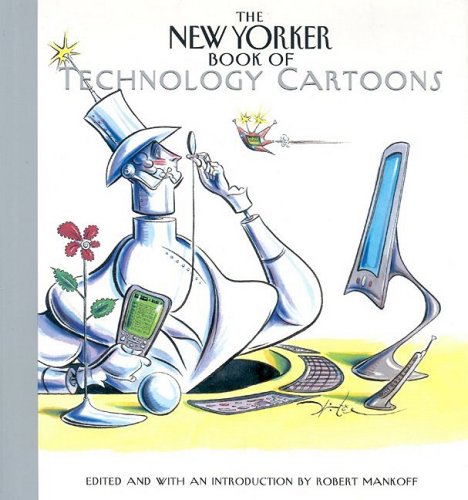 THE
NEW YORKER
BOOK OF
TECHNOLOGY CARTOONS
EDITED AND WITH AN INTRODUCTION BY ROBERT MANKOFF